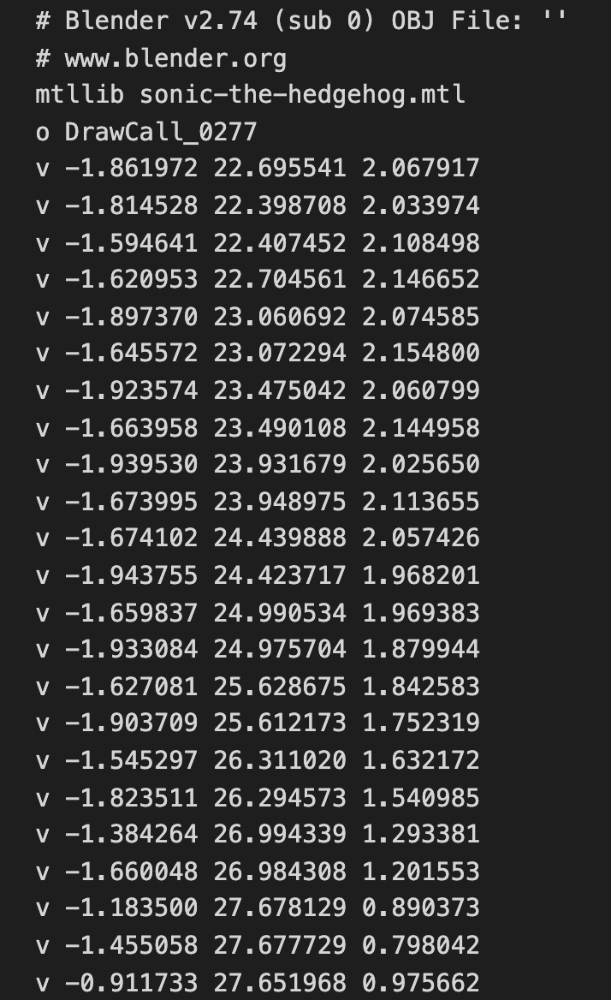 # Blender v2.74 (sub 0) OBJ File: ''
# www.blender.org
mtllib sonic-the-hedgehog.mtl
o DrawCall_0277
v -1.861972 22.695541 2.067917
v -1.814528 22.398708 2.033974
v -1.594641 22.407452 2.108498
v -1.620953 22.704561 2.146652
v -1.897370 23.060692 2.074585
v -1.645572 23.072294 2.154800
v -1.923574 23.475042 2.060799
v -1.663958 23.490108 2.144958
v -1.939530 23.931679 2.025650
v -1.673995 23.948975 2.113655
v -1.674102 24.439888 2.057426
v -1.943755 24.423717 1.968201
v -1.659837 24.990534 1.969383
v -1.933084 24.975704 1.879944
v -1.627081 25.628675 1.842583
v -1.903709 25.612173 1.752319
v -1.545297 26.311020 1.632172
v -1.823511 26.294573 1.540985
v -1.384264 26.994339 1.293381
v -1.660048 26.984308 1.201553
v -1.183500 27.678129 0.890373
v -1.455058 27.677729 0.798042
v -0.911733 27.651968 0.975662